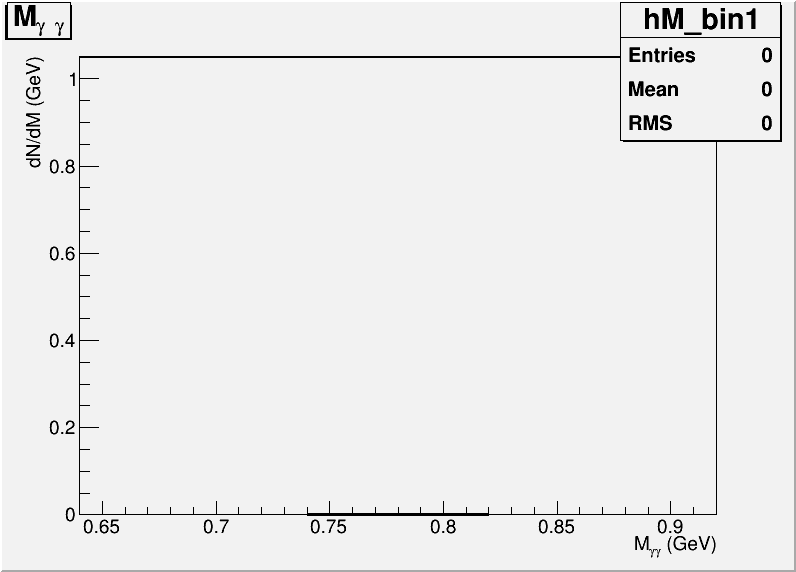 Mγ γ
hM_bin1
Entries 0
Mean 0
RMS 0
dN/dM (GeV)
1
0.8
0.6
0.4
0.2
0
0.65 0.7 0.75 0.8 0.85 0.9
Mγγ (GeV)